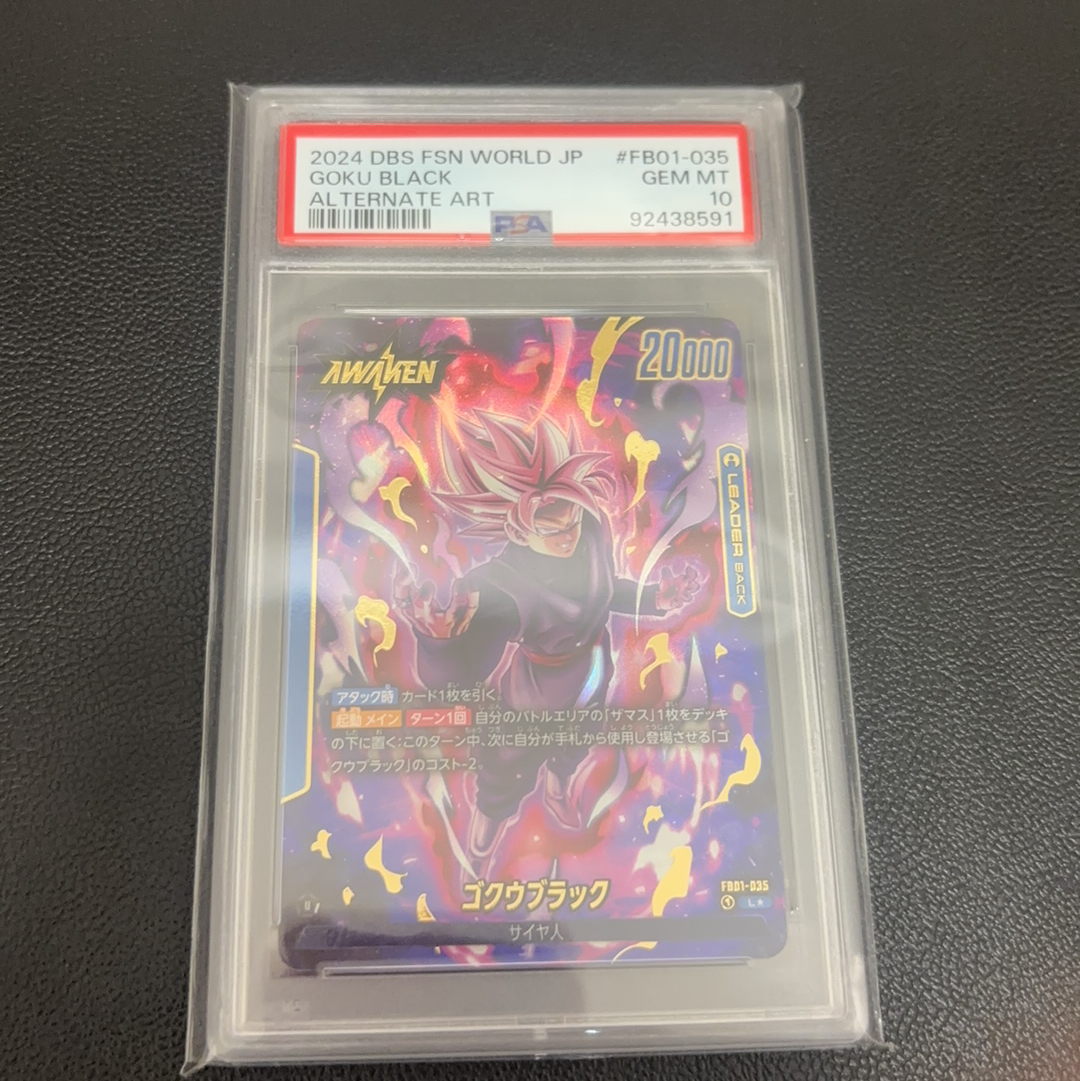 2024 DBS FSN WORLD JP #FB01-035
GOKU BLACK GEM MT
ALTERNATE ART 10
PSA 92438591
AWAKEN 20000
LEADER BACK
アタック時 カード1枚を引く。
起動メイン ターン1回 自分のバトルエリアの「ザマス」1枚をデッキ
の下に置く:このターン中、次に自分が手札から使用し登場させる「ゴ
クウブラック」のコスト-2。
FB01-035
ゴクウブラック
L★
サイヤ人